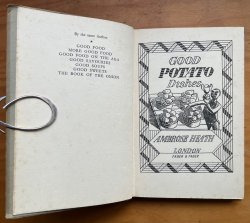 By the same Author
GOOD FOOD
MORE GOOD FOOD
GOOD FOOD ON THE AGA
GOOD SAVOURIES
GOOD SOUPS
GOOD SWEETS
THE BOOK OF THE ONION
GOOD
POTATO
Dishes
AMBROSE HEATH
LONDON
FABER & FABER